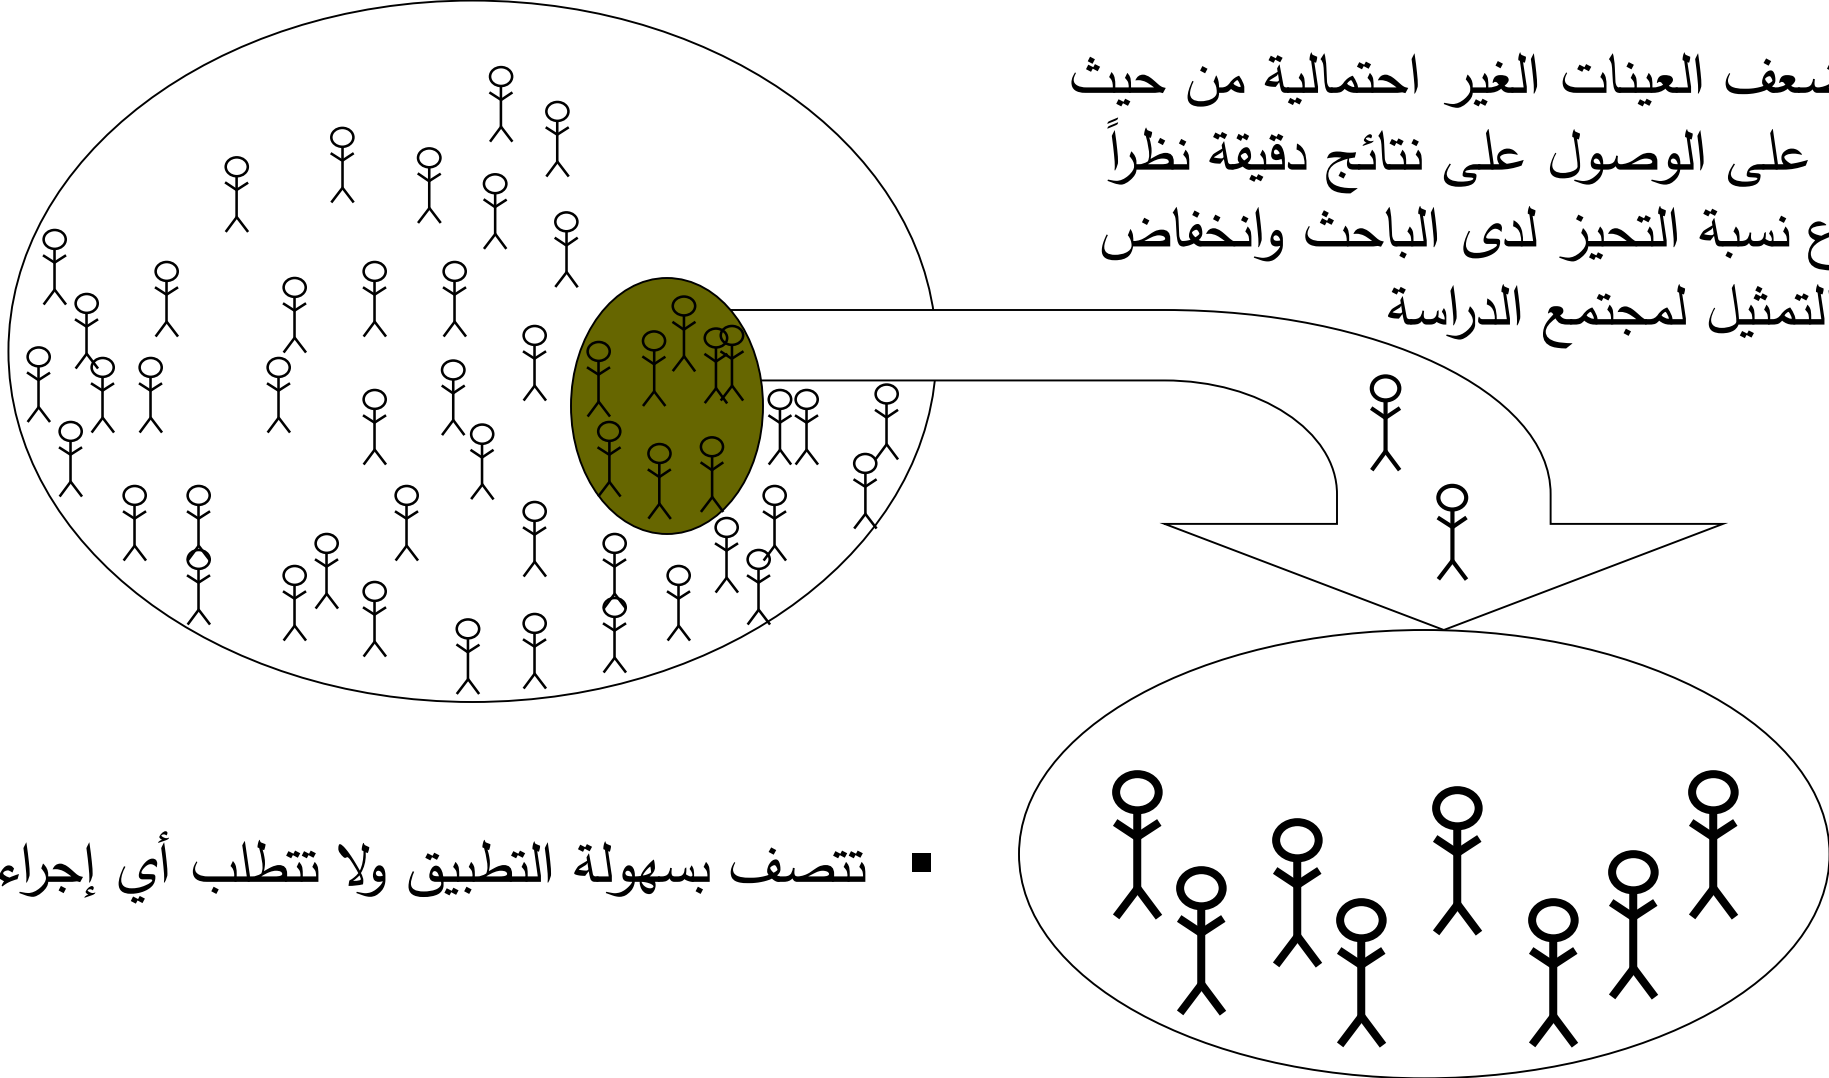 ضعف العينات الغير احتمالية من حيث
على الوصول على نتائج دقيقة نظراً
نسبة التحيز لدى الباحث وانخفاض
لتمثيل لمجتمع الدراسة
▪ تتصف بسهولة التطبيق ولا تتطلب أي إجراء